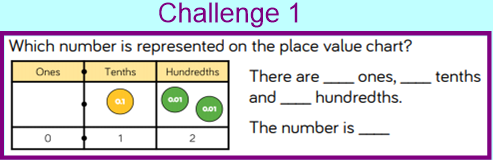 Challenge 1
Which number is represented on the place value chart?
Ones Tenths Hundredths
0.1 0.01 0.01
0 1 2
There are ____ ones, ____ tenths
and ____ hundredths.
The number is ____